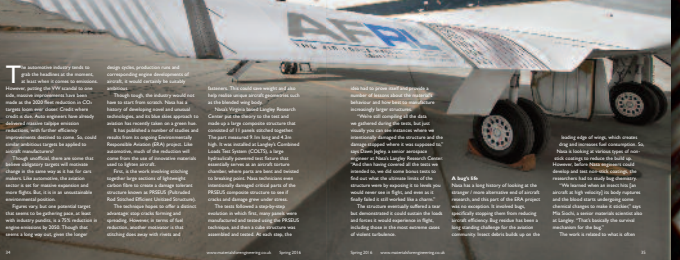 AFRL
The automotive industry tends to
grab the headlines at the moment,
at least when it comes to emissions.
However, putting the VW scandal to one
side, massive improvements have been
made as the 2020 fleet reduction in CO₂
targets loom ever closer. Credit where
credit is due. Auto engineers have already
delivered massive tailpipe emission
reductions, with further efficiency
improvements destined to come. So, could
similar ambitious targets be applied to
aircraft manufacturers?
Though unofficial, there are some that
believe obligatory targets will motivate
change in the same way as it has for cars
makers. Like automotive, the aviation
sector is set for massive expansion and
more flights. But, it is an unsustainable
environmental position.
Figures vary, but one potential target
that seems to be gathering pace, at least
with industry pundits, is a 75% reduction in
engine emissions by 2050. Though that
seems a long way out, given the longer
design cycles, production runs and
corresponding engine developments of
aircraft, it would certainly be suitably
ambitious.
Though tough, the industry would not
have to start from scratch. Nasa has a
history of developing novel and unusual
technologies, and its blue skies approach to
aviation has recently taken on a green hue.
It has published a number of studies and
results from its ongoing Environmentally
Responsible Aviation (ERA) project. Like
automotive, much of the reduction will
come from the use of innovative materials
used to lighten aircraft.
First, is the work involving stitching
together large sections of lightweight
carbon fibre to create a damage tolerant
structure known as PRSEUS (Pultruded
Rod Stitched Efficient Unitized Structure).
The technique hopes to offer a distinct
advantage: stop cracks forming and
spreading. However, in terms of fuel
reduction, another motivator is that
stitching does away with rivets and
fasteners. This could save weight and also
help realise unique aircraft geometries such
as the blended wing body.
Nasa's Virginia based Langley Research
Center put the theory to the test and
made up a large composite structure that
consisted of 11 panels stitched together.
The part measured 9.1m long and 4.3m
high. It was installed at Langley's Combined
Loads Test System (COLTS), a large
hydraulically powered test fixture that
essentially serves as an aircraft torture
chamber, where parts are bent and twisted
to breaking point. Nasa technicians even
intentionally damaged critical parts of the
PRSEUS composite structure to see if
cracks and damage grew under stress.
The tests followed a step-by-step
evolution in which first, many panels were
manufactured and tested using the PRSEUS
technique, and then a cube structure was
assembled and tested. At each step, the
idea had to prove itself and provide a
number of lessons about the material's
behaviour and how best to manufacture
increasingly larger structures.
"We're still compiling all the data
we gathered during the tests, but just
visually you can see instances where we
intentionally damaged the structure and the
damage stopped where it was supposed to,"
says Dawn Jegley, a senior aerospace
engineer at Nasa's Langley Research Center.
"And then having covered all the tests we
intended to, we did some bonus tests to
find out what the ultimate limits of the
structure were by exposing it to loads you
would never see in flight, and even as it
finally failed it still worked like a charm."
The structure eventually suffered a tear
but demonstrated it could sustain the loads
and forces it would experience in flight,
including those in the most extreme cases
of violent turbulence.
A bug's life
Nasa has a long history of looking at the
stranger / more alternative end of aircraft
research, and this part of the ERA project
was no exception. It involved bugs,
specifically stopping them from reducing
aircraft efficiency. Bug residue has been a
long standing challenge for the aviation
community. Insect debris builds up on the
leading edge of wings, which creates
drag and increases fuel consumption. So,
Nasa is looking at various types of non-
stick coatings to reduce the build up.
However, before Nasa engineers could
develop and test non-stick coatings, the
researchers had to study bug chemistry.
"We learned when an insect hits [an
aircraft at high velocity] its body ruptures
and the blood starts undergoing some
chemical changes to make it stickier," says
Mia Siochi, a senior materials scientist also
at Langley. "That's basically the survival
mechanism for the bug."
The work is related to what is often
34 www.materialsforengineering.co.uk Spring 2016
Spring 2016 www.materialsforengineering.co.uk 35